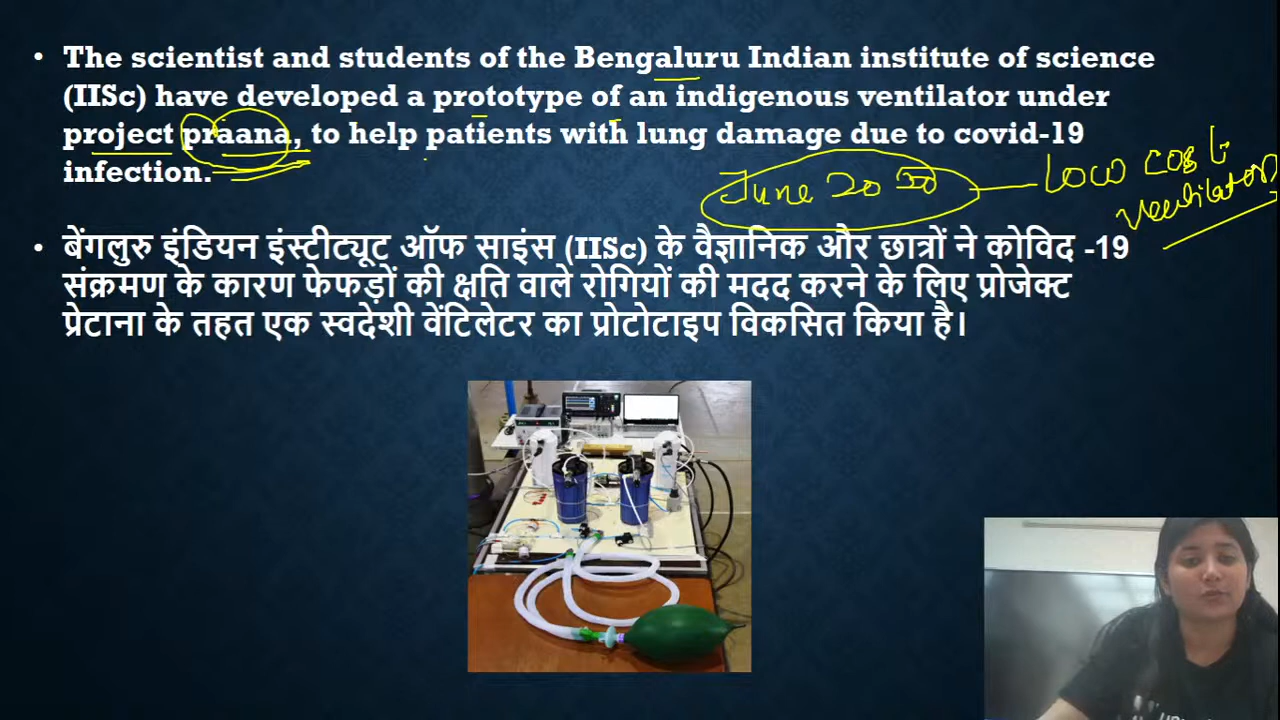 • The scientist and students of the Bengaluru Indian institute of science
(IISc) have developed a prototype of an indigenous ventilator under
project praana, to help patients with lung damage due to covid-19
infection.
June 2020
Low cost
ventilator
• बेंगलुरु इंडियन इंस्टीट्यूट ऑफ साइंस (IISc) के वैज्ञानिक और छात्रों ने कोविद -19
संक्रमण के कारण फेफड़ों की क्षति वाले रोगियों की मदद करने के लिए प्रोजेक्ट
प्रेटाना के तहत एक स्वदेशी वेंटिलेटर का प्रोटोटाइप विकसित किया है।